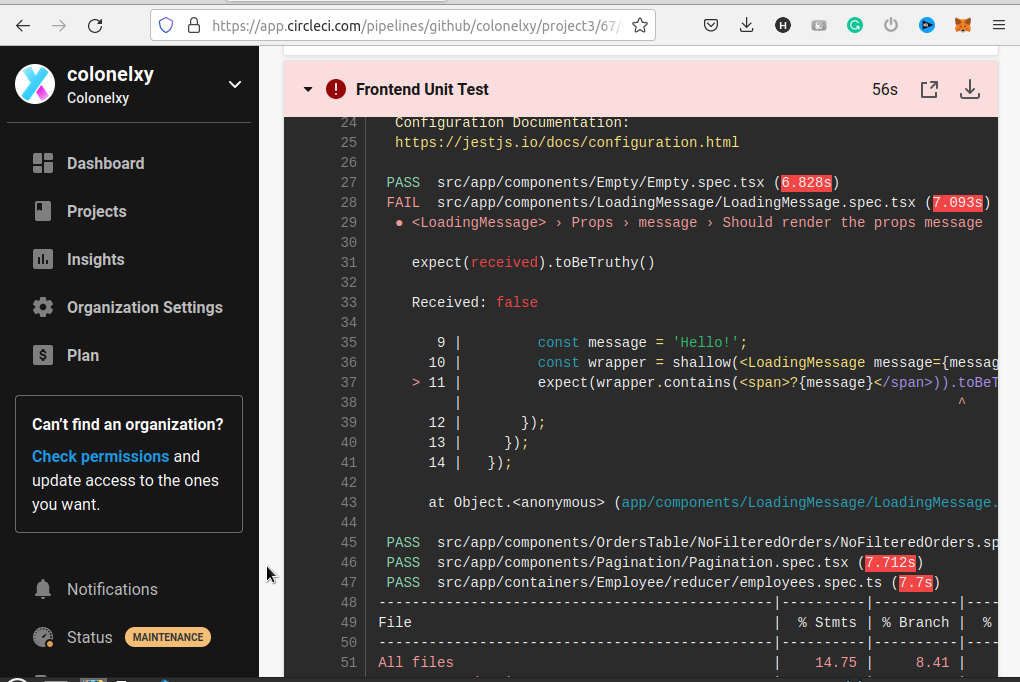 https://app.circleci.com/pipelines/github/colonelxy/project3/67/
colonelxy
Colonelxy
Dashboard
Projects
Insights
Organization Settings
Plan
Can't find an organization?
Check permissions and
update access to the ones
you want.
Notifications
Status MAINTENANCE
Frontend Unit Test 56s
24 Configuration Documentation:
25 https://jestjs.io/docs/configuration.html
26
27 PASS src/app/components/Empty/Empty.spec.tsx (6.828s)
28 FAIL src/app/components/LoadingMessage/LoadingMessage.spec.tsx (7.093s)
29 ● <LoadingMessage> › Props › message › Should render the props message
30
31 expect(received).toBeTruthy()
32
33 Received: false
34
35 9 | const message = 'Hello!';
36 10 | const wrapper = shallow(<LoadingMessage message={messag
37 > 11 | expect(wrapper.contains(<span>?{message}</span>)).toBeT
38 | ^
39 12 | });
40 13 | });
41 14 | });
42
43 at Object.<anonymous> (app/components/LoadingMessage/LoadingMessage.
44
45 PASS src/app/components/OrdersTable/NoFilteredOrders/NoFilteredOrders.sp
46 PASS src/app/components/Pagination/Pagination.spec.tsx (7.712s)
47 PASS src/app/containers/Employee/reducer/employees.spec.ts (7.7s)
48 -----------------------------------------------|----------|----------|----
49 File | % Stmts | % Branch | %
50 -----------------------------------------------|----------|----------|----
51 All files | 14.75 | 8.41 |